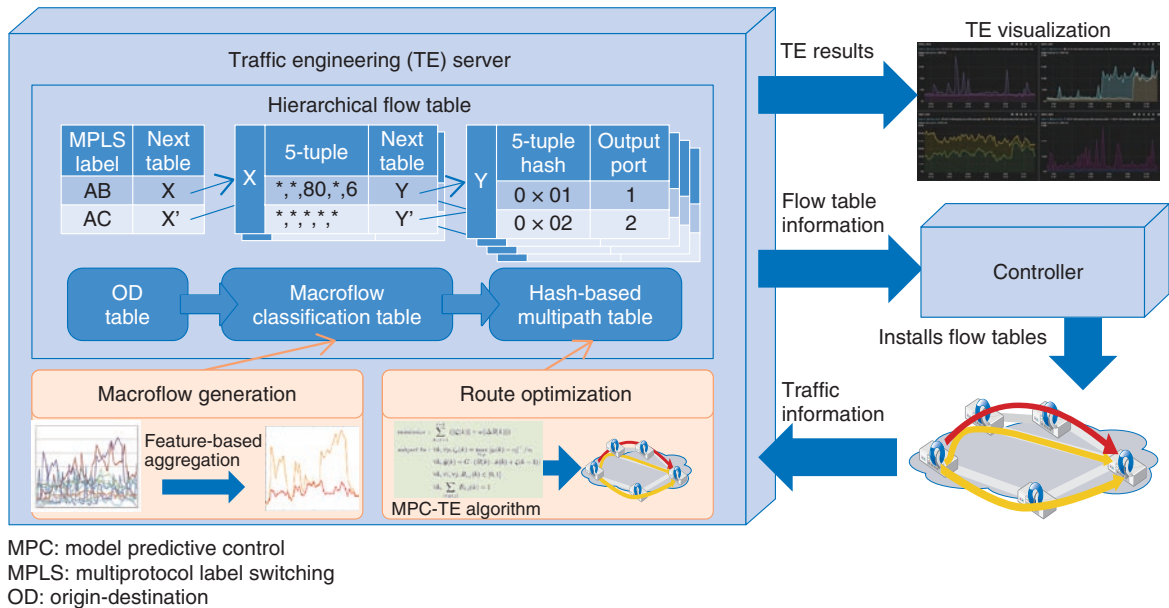 Traffic engineering (TE) server
Hierarchical flow table
MPLS label
Next table
AB
X
AC
X'
X
5-tuple
Next table
*,*,80,*,6
Y
*,*,*,*,*
Y'
Y
5-tuple hash
Output port
0 × 01
1
0 × 02
2
OD table
Macroflow classification table
Hash-based multipath table
Macroflow generation
Feature-based aggregation
Route optimization
MPC-TE algorithm
TE results
TE visualization
Flow table information
Controller
Installs flow tables
Traffic information
MPC: model predictive control
MPLS: multiprotocol label switching
OD: origin-destination